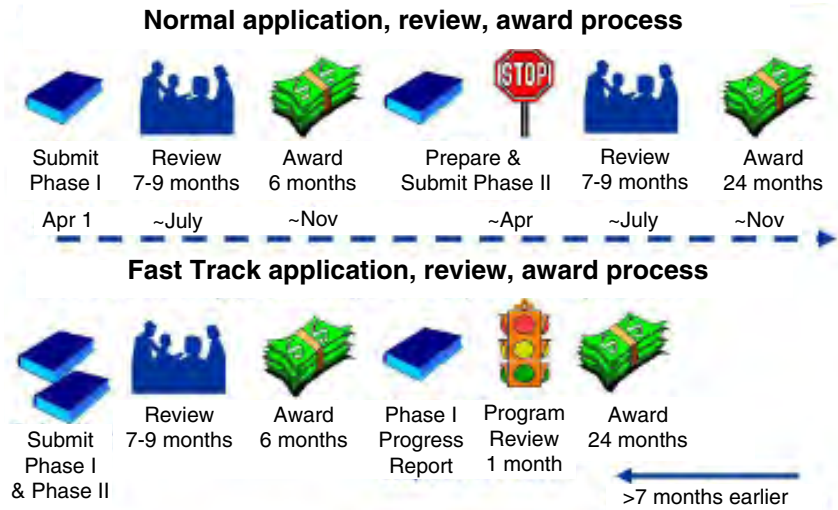 Normal application, review, award process
STOP!
Submit
Phase I
Review
7-9 months
Award
6 months
Prepare &
Submit Phase II
Review
7-9 months
Award
24 months
Apr 1
~July
~Nov
~Apr
~July
~Nov
Fast Track application, review, award process
Submit
Phase I
& Phase II
Review
7-9 months
Award
6 months
Phase I
Progress
Report
Program
Review
1 month
Award
24 months
>7 months earlier